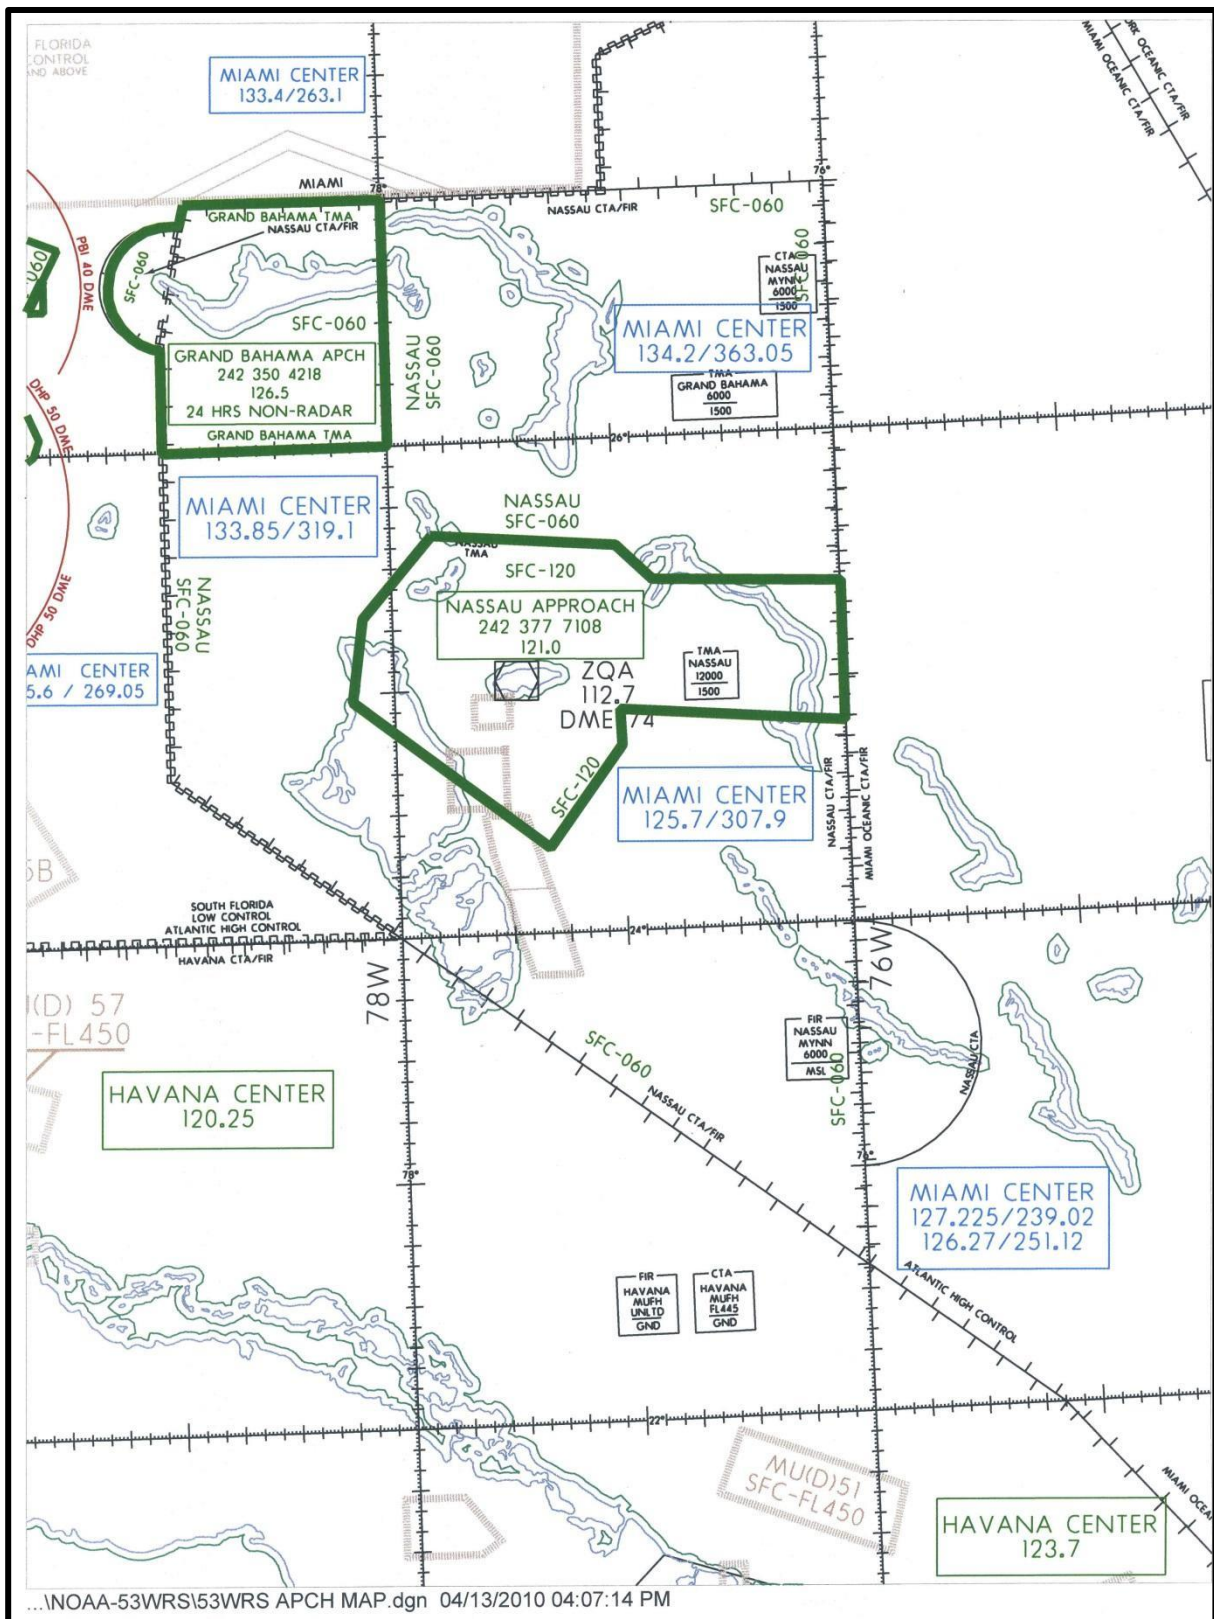 FLORIDA
CONTROL
AND ABOVE
MIAMI CENTER
133.4/263.1
MIAMI OCEANIC CTA/FIR
MIAMI
78°
76°
NASSAU CTA/FIR
SFC-060
GRAND BAHAMA TMA
NASSAU CTA/FIR
SFC-060
PBI 40 DME
SFC-060
CTA
NASSAU
MYNN
6000
1500
SFC-060
MIAMI CENTER
134.2/363.05
SFC-060
NASSAU
SFC-060
GRAND BAHAMA APCH
242 350 4218
126.5
24 HRS NON-RADAR
GRAND BAHAMA TMA
TMA
GRAND BAHAMA
6000
1500
DHP 50 DME
26°
MIAMI CENTER
133.85/319.1
NASSAU
SFC-060
NASSAU
TMA
SFC-120
NASSAU
SFC-060
DHP 50 DME
NASSAU APPROACH
242 377 7108
121.0
ZQA
112.7
DME 74
TMA
NASSAU
12000
1500
AMI CENTER
5.6 / 269.05
SFC-120
MIAMI CENTER
125.7/307.9
NASSAU CTA/FIR
MIAMI OCEANIC CTA/FIR
SOUTH FLORIDA
LOW CONTROL
ATLANTIC HIGH CONTROL
HAVANA CTA/FIR
24°
78W
76W
(D) 57
-FL450
SFC-060
FIR
NASSAU
MYNN
6000
MSL
SFC-060
NASSAU CTA
HAVANA CENTER
120.25
NASSAU CTA/FIR
78°
76°
MIAMI CENTER
127.225/239.02
126.27/251.12
ATLANTIC HIGH CONTROL
FIR
HAVANA
MUFH
UNLTD
GND
CTA
HAVANA
MUFH
FL445
GND
22°
MU(D)51
SFC-FL450
MIAMI OCEA
HAVANA CENTER
123.7
...\NOAA-53WRS\53WRS APCH MAP.dgn 04/13/2010 04:07:14 PM